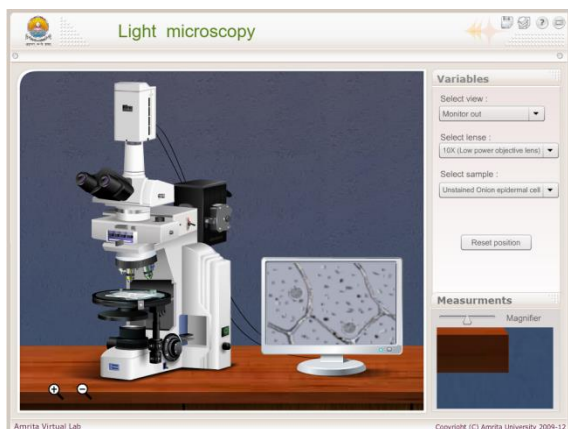 Light microscopy
Variables
Select view :
Monitor out
Select lense :
10X (Low power objective lens)
Select sample :
Unstained Onion epidermal cell
Reset position
Measurments
Magnifier
Amrita Virtual Lab
Copyright (C) Amrita University 2009-12